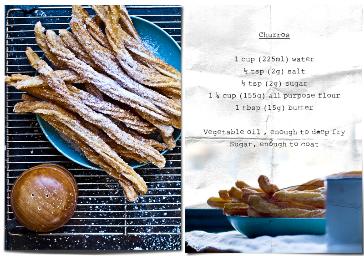 Churros
1 cup (225ml) water
½ tsp (2g) salt
½ tsp (2g) sugar
1 ¼ cup (155g) all purpose flour
1 tbsp (15g) butter
Vegetable oil, enough to deep fry
Sugar, enough to coat